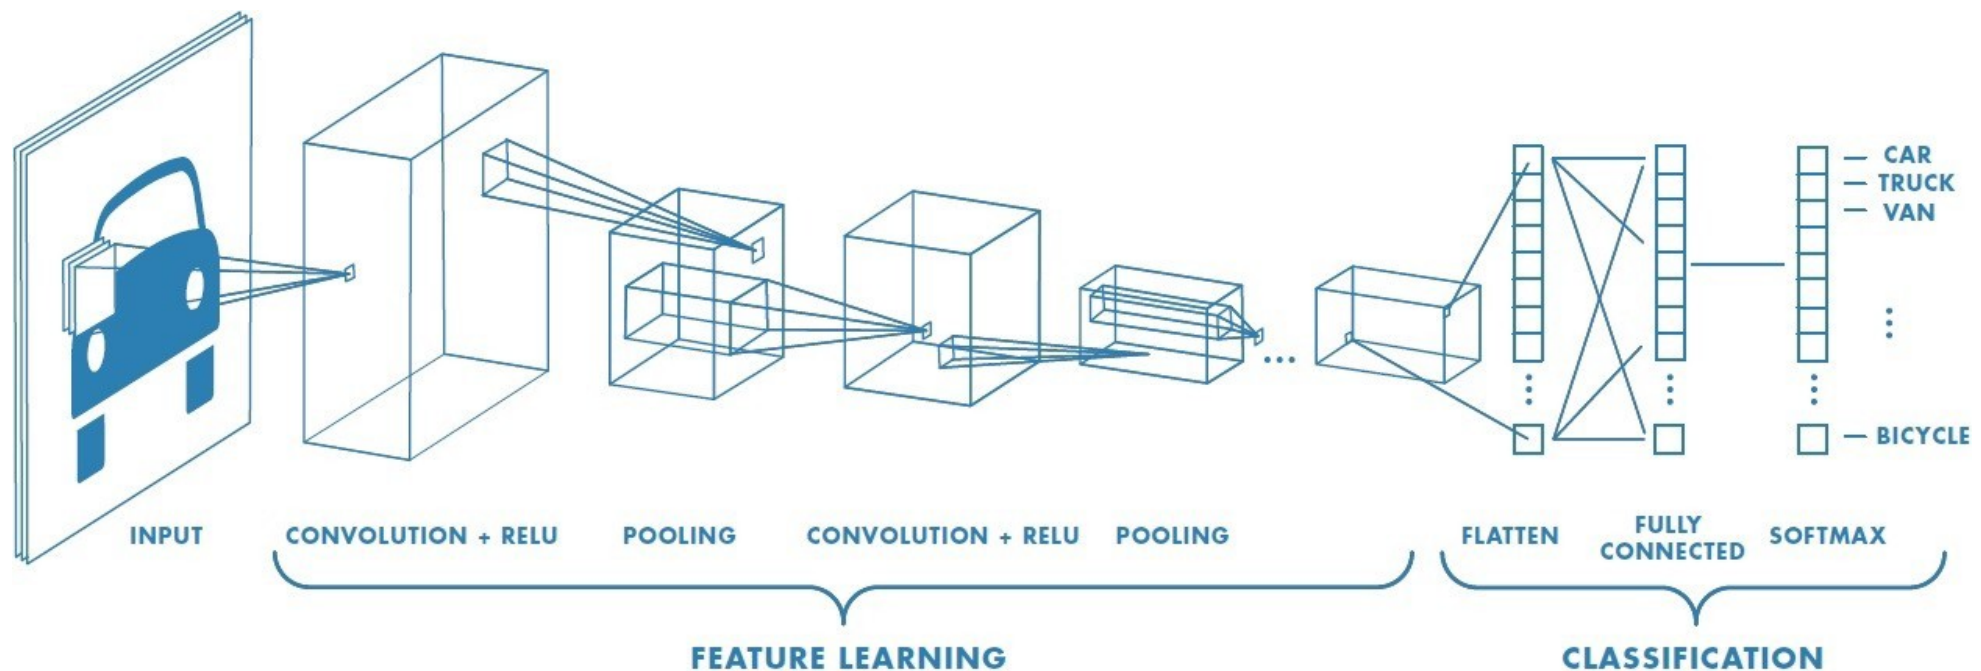 CAR
TRUCK
VAN
BICYCLE
INPUT
CONVOLUTION + RELU
POOLING
CONVOLUTION + RELU
POOLING
FLATTEN
FULLY
CONNECTED
SOFTMAX
FEATURE LEARNING
CLASSIFICATION